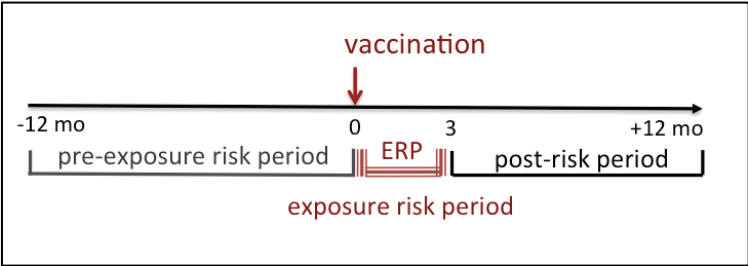 vaccination
-12 mo 0 3 +12 mo
pre-exposure risk period ERP post-risk period
exposure risk period